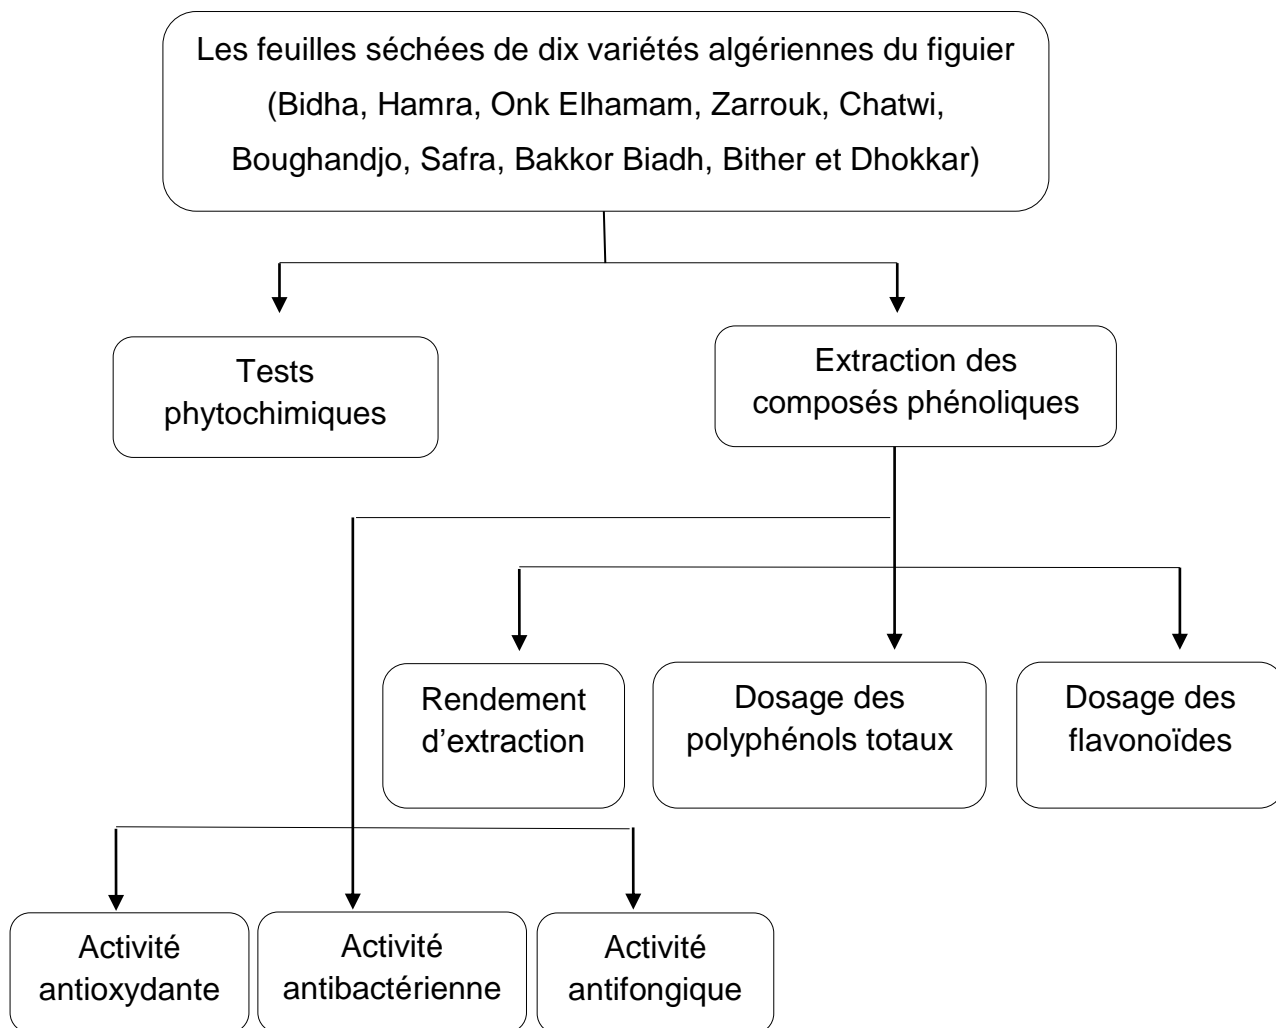 Les feuilles séchées de dix variétés algériennes du figuier
(Bidha, Hamra, Onk Elhamam, Zarrouk, Chatwi,
Boughandjo, Safra, Bakkor Biadh, Bither et Dhokkar)
Tests
phytochimiques
Extraction des
composés phénoliques
Rendement
d’extraction
Dosage des
polyphénols totaux
Dosage des
flavonoïdes
Activité
antioxydante
Activité
antibactérienne
Activité
antifongique